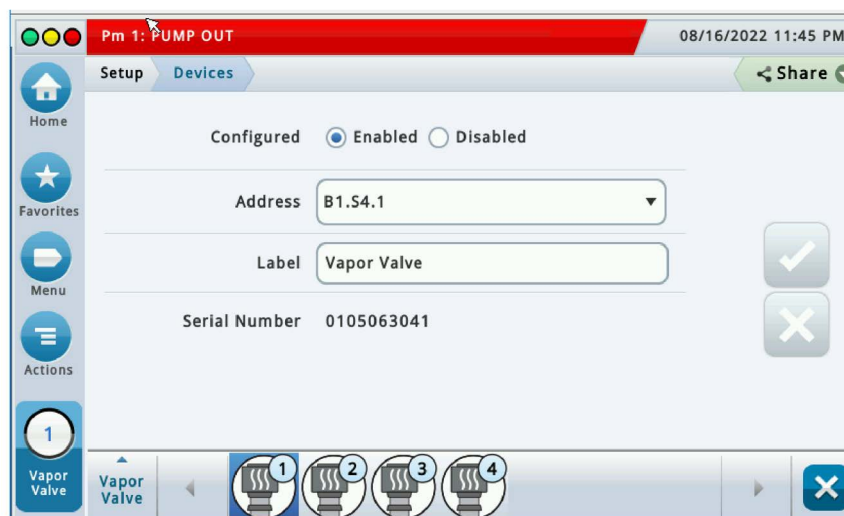 Pm 1: PUMP OUT
08/16/2022 11:45 PM
Setup
Devices
Share
Home
Configured
Enabled
Disabled
Favorites
Address
B1.S4.1
Label
Vapor Valve
Menu
Serial Number
0105063041
Actions
1
Vapor
Valve
Vapor
Valve
1
2
3
4